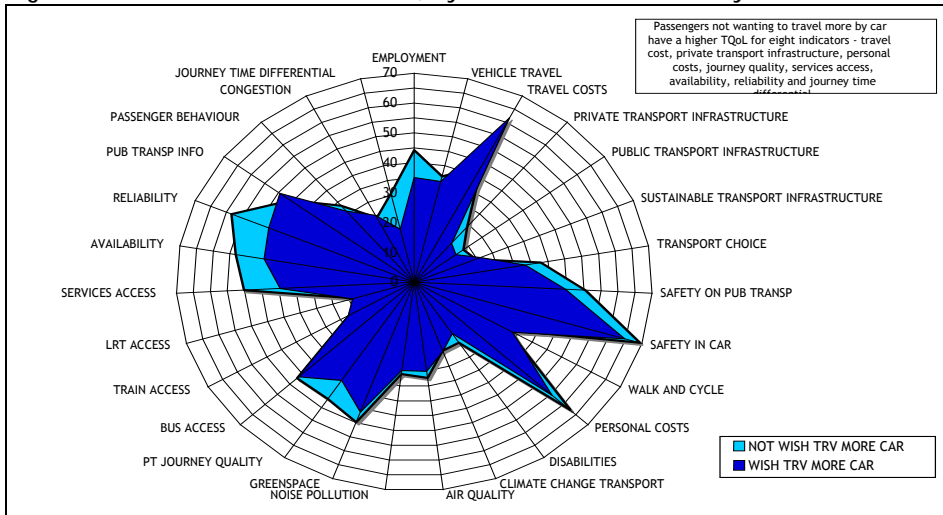 Passengers not wanting to travel more by car
have a higher TQoL for eight indicators - travel
cost, private transport infrastructure, personal
costs, journey quality, services access,
availability, reliability and journey time
differential
EMPLOYMENT
VEHICLE TRAVEL
TRAVEL COSTS
PRIVATE TRANSPORT INFRASTRUCTURE
PUBLIC TRANSPORT INFRASTRUCTURE
SUSTAINABLE TRANSPORT INFRASTRUCTURE
TRANSPORT CHOICE
SAFETY ON PUB TRANSP
SAFETY IN CAR
WALK AND CYCLE
PERSONAL COSTS
DISABILITIES
CLIMATE CHANGE TRANSPORT
AIR QUALITY
NOISE POLLUTION
GREENSPACE
PT JOURNEY QUALITY
BUS ACCESS
TRAIN ACCESS
LRT ACCESS
SERVICES ACCESS
AVAILABILITY
RELIABILITY
PUB TRANSP INFO
PASSENGER BEHAVIOUR
CONGESTION
JOURNEY TIME DIFFERENTIAL
70
60
50
40
30
20
10
0
NOT WISH TRV MORE CAR
WISH TRV MORE CAR